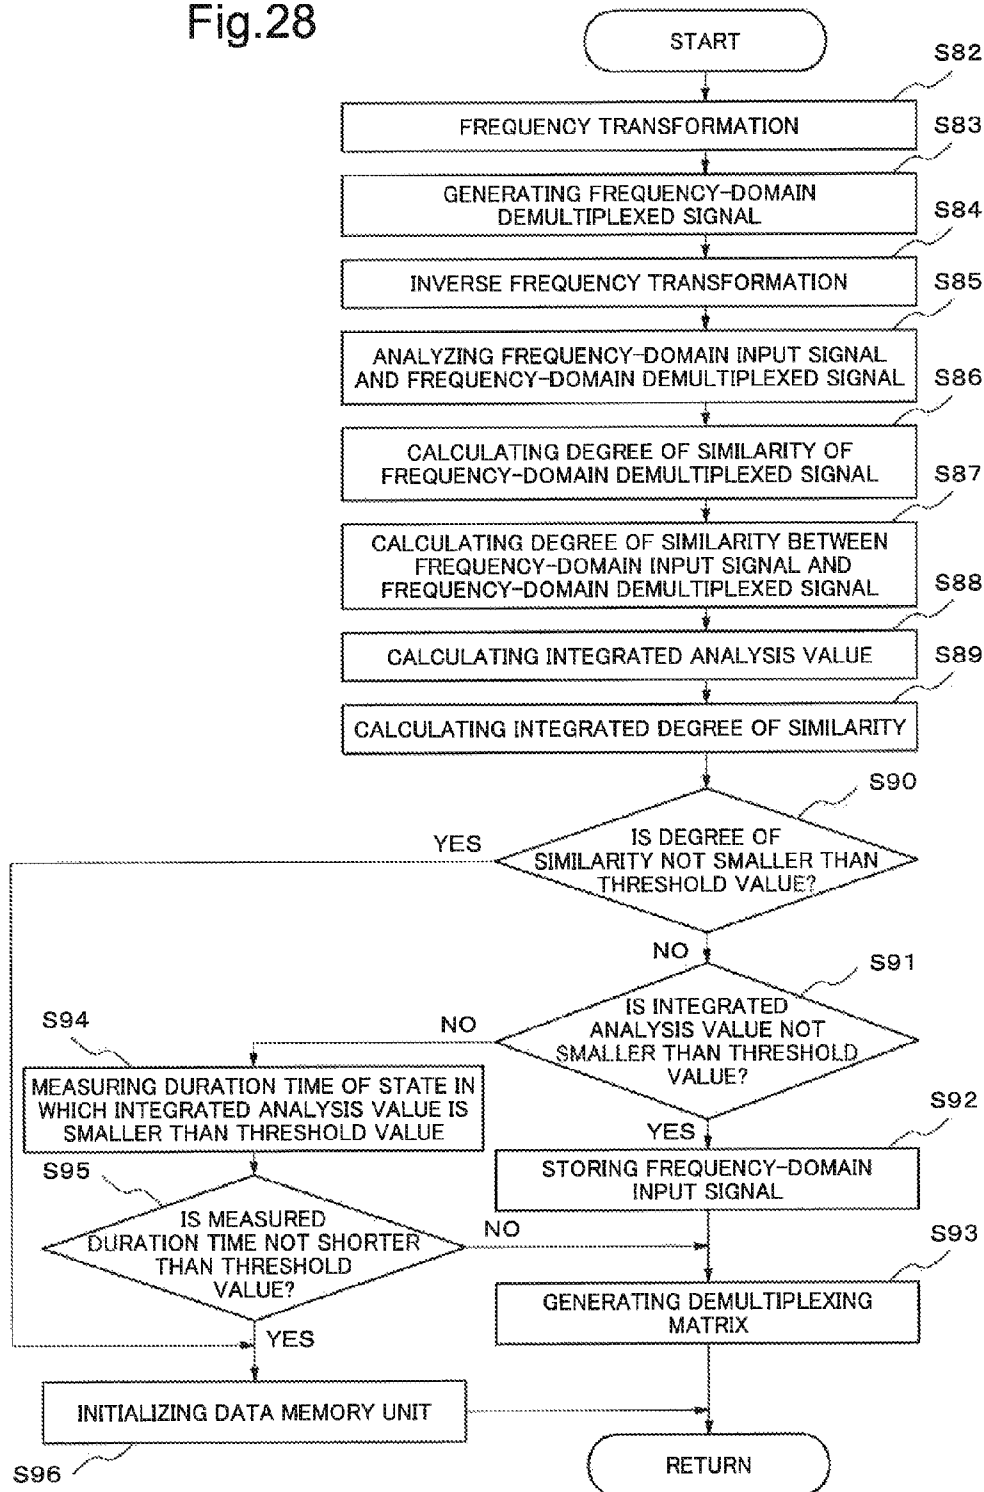 Fig.28
START
S82
FREQUENCY TRANSFORMATION
S83
GENERATING FREQUENCY-DOMAIN
DEMULTIPLEXED SIGNAL
S84
INVERSE FREQUENCY TRANSFORMATION
S85
ANALYZING FREQUENCY-DOMAIN INPUT SIGNAL
AND FREQUENCY-DOMAIN DEMULTIPLEXED SIGNAL
S86
CALCULATING DEGREE OF SIMILARITY OF
FREQUENCY-DOMAIN DEMULTIPLEXED SIGNAL
S87
CALCULATING DEGREE OF SIMILARITY BETWEEN
FREQUENCY-DOMAIN INPUT SIGNAL AND
FREQUENCY-DOMAIN DEMULTIPLEXED SIGNAL
S88
CALCULATING INTEGRATED ANALYSIS VALUE
S89
CALCULATING INTEGRATED DEGREE OF SIMILARITY
S90
YES
IS DEGREE OF
SIMILARITY NOT SMALLER THAN
THRESHOLD VALUE?
NO
S91
IS INTEGRATED
ANALYSIS VALUE NOT
SMALLER THAN THRESHOLD
VALUE?
NO
S94
MEASURING DURATION TIME OF STATE IN
WHICH INTEGRATED ANALYSIS VALUE IS
SMALLER THAN THRESHOLD VALUE
YES
S92
STORING FREQUENCY-DOMAIN
INPUT SIGNAL
S95
IS MEASURED
DURATION TIME NOT SHORTER
THAN THRESHOLD
VALUE?
NO
S93
GENERATING DEMULTIPLEXING
MATRIX
YES
INITIALIZING DATA MEMORY UNIT
S96
RETURN